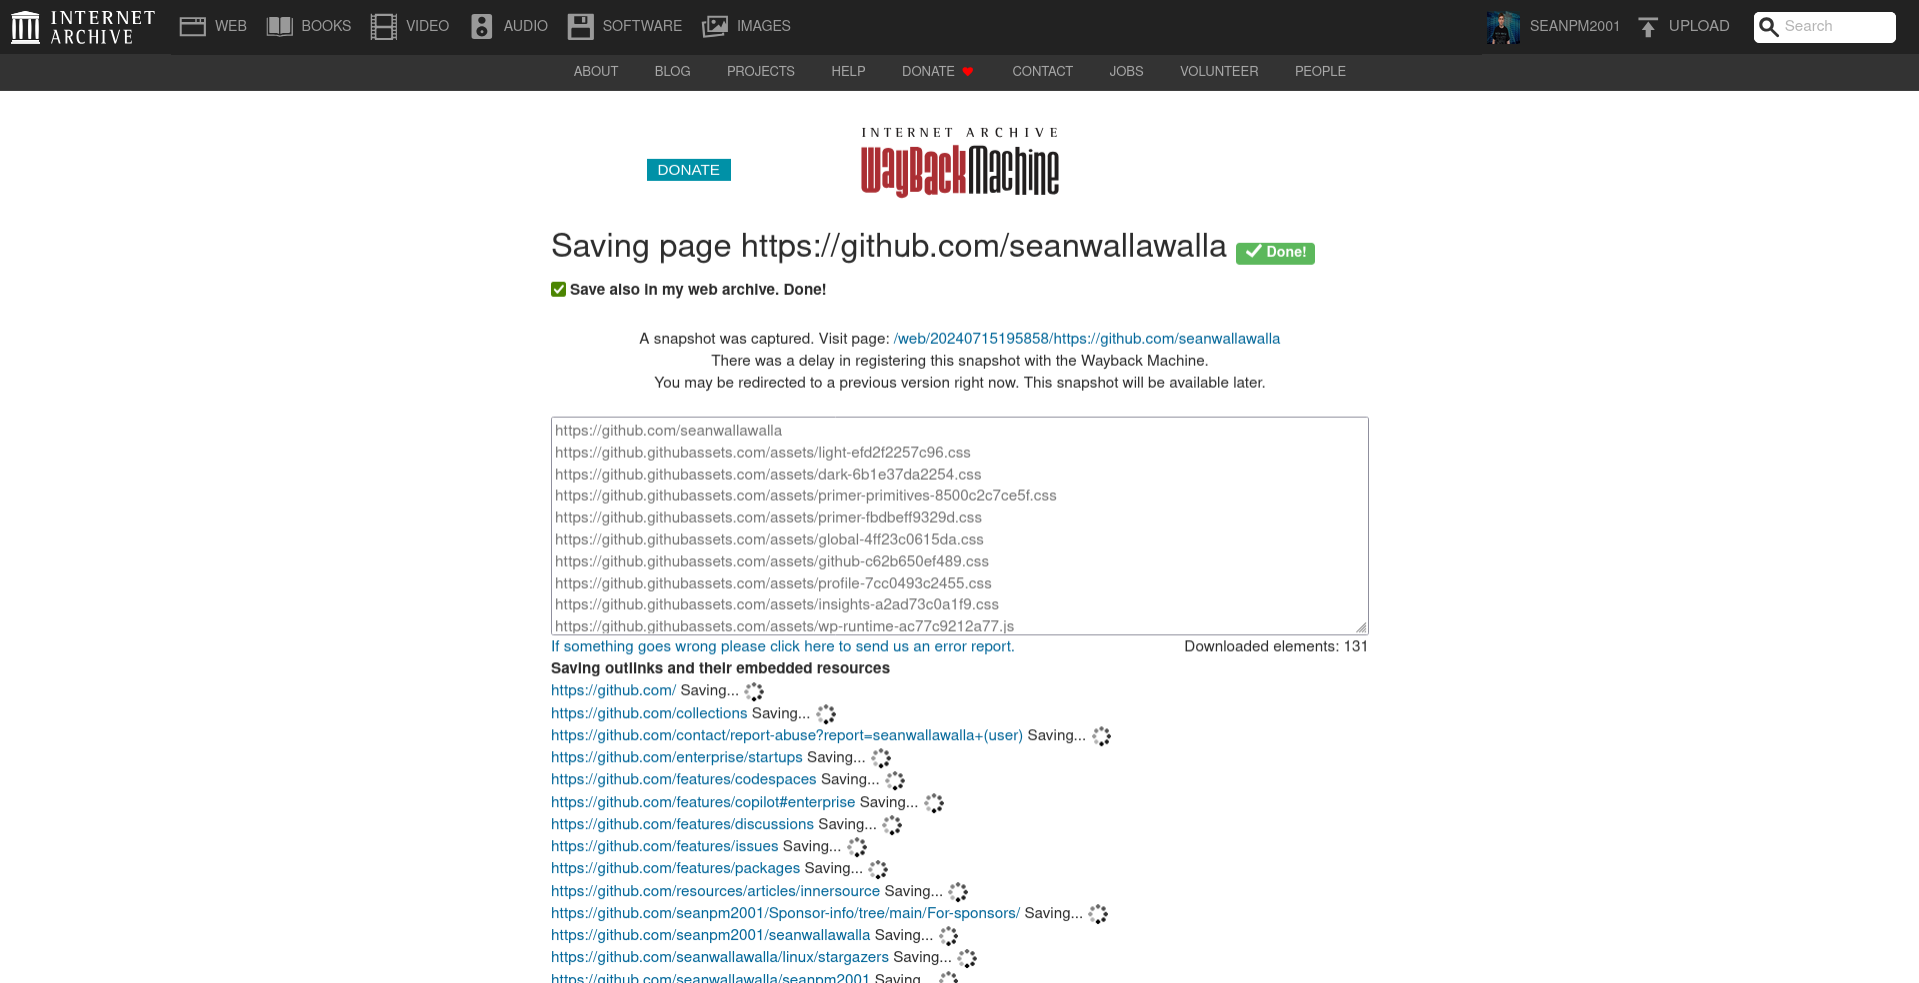 INTERNET ARCHIVE
WEB BOOKS VIDEO AUDIO SOFTWARE IMAGES SEANPM2001 UPLOAD Search
ABOUT BLOG PROJECTS HELP DONATE CONTACT JOBS VOLUNTEER PEOPLE
INTERNET ARCHIVE
WayBackMachine
DONATE
Saving page https://github.com/seanwallawalla Done!
Save also in my web archive. Done!
A snapshot was captured. Visit page: /web/20240715195858/https://github.com/seanwallawalla
There was a delay in registering this snapshot with the Wayback Machine.
You may be redirected to a previous version right now. This snapshot will be available later.
https://github.com/seanwallawalla
https://github.githubassets.com/assets/light-efd2f2257c96.css
https://github.githubassets.com/assets/dark-6b1e37da2254.css
https://github.githubassets.com/assets/primer-primitives-8500c2c7ce5f.css
https://github.githubassets.com/assets/primer-fbdbeff9329d.css
https://github.githubassets.com/assets/global-4ff23c0615da.css
https://github.githubassets.com/assets/github-c62b650ef489.css
https://github.githubassets.com/assets/profile-7cc0493c2455.css
https://github.githubassets.com/assets/insights-a2ad73c0a1f9.css
https://github.githubassets.com/assets/wp-runtime-ac77c9212a77.js
If something goes wrong please click here to send us an error report. Downloaded elements: 131
Saving outlinks and their embedded resources
https://github.com/ Saving...
https://github.com/collections Saving...
https://github.com/contact/report-abuse?report=seanwallawalla+(user) Saving...
https://github.com/enterprise/startups Saving...
https://github.com/features/codespaces Saving...
https://github.com/features/copilot#enterprise Saving...
https://github.com/features/discussions Saving...
https://github.com/features/issues Saving...
https://github.com/features/packages Saving...
https://github.com/resources/articles/innersource Saving...
https://github.com/seanpm2001/Sponsor-info/tree/main/For-sponsors/ Saving...
https://github.com/seanpm2001/seanwallawalla Saving...
https://github.com/seanwallawalla/linux/stargazers Saving...
https://github.com/seanwallawalla/seanpm2001 Saving...